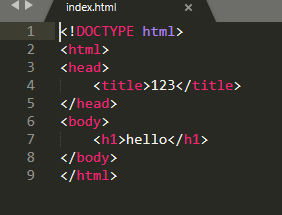 index.html
1 <!DOCTYPE html>
2 <html>
3 <head>
4     <title>123</title>
5 </head>
6 <body>
7     <h1>hello</h1>
8 </body>
9 </html>